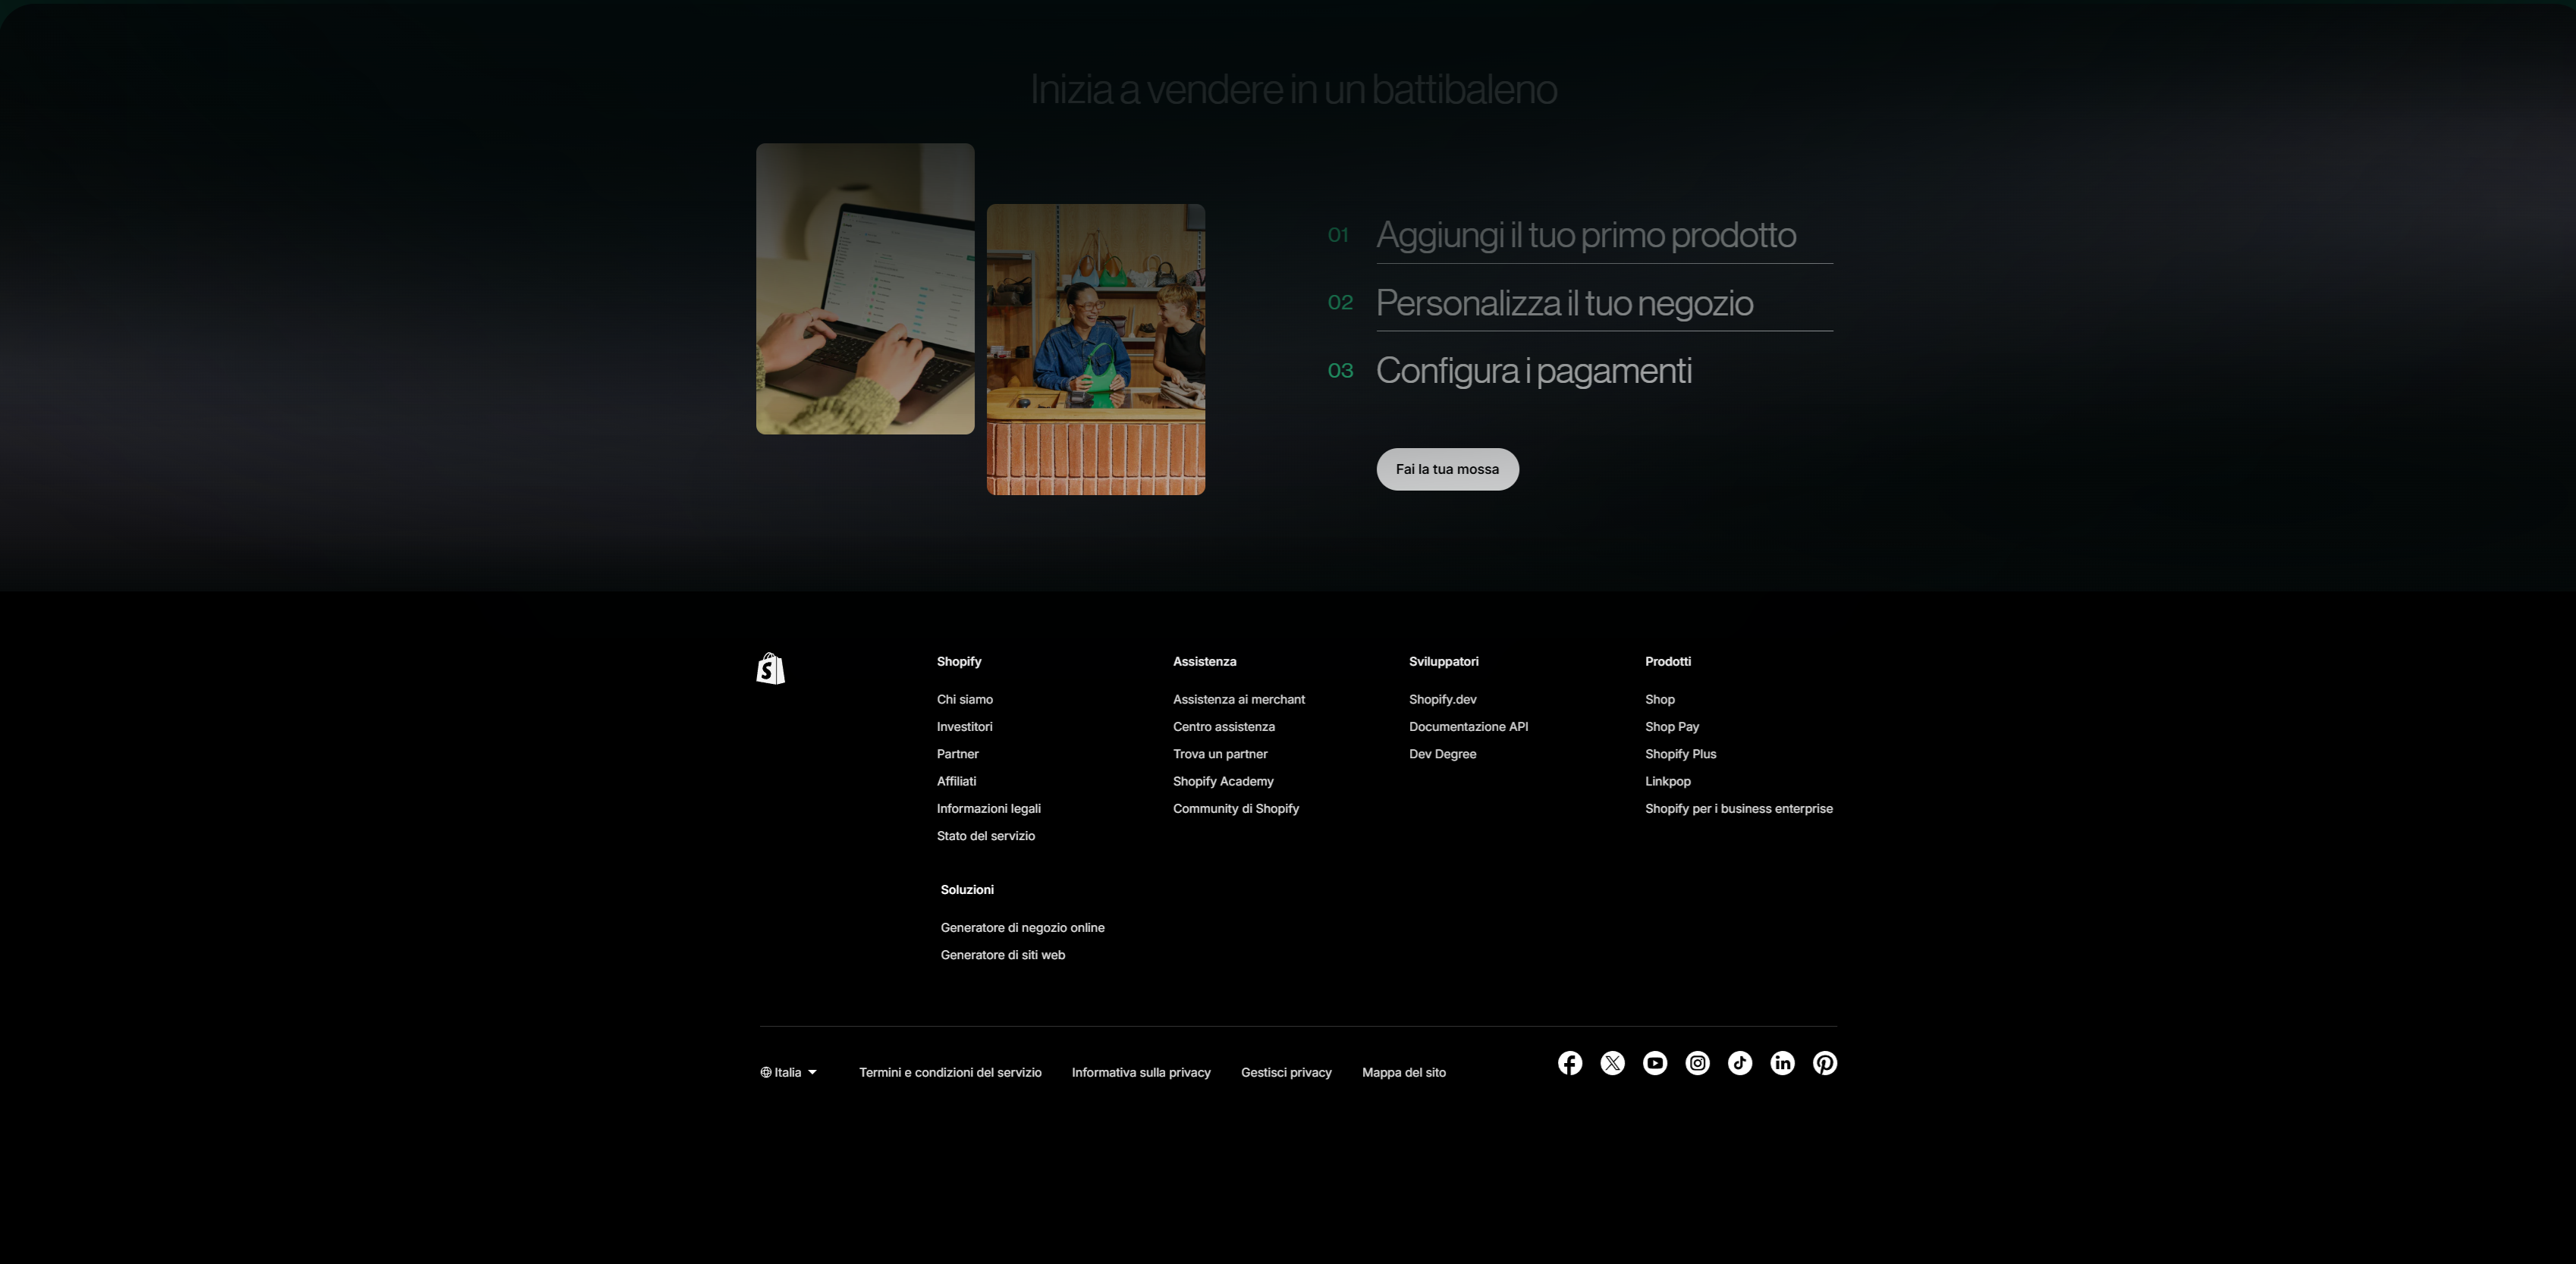 Inizia a vendere in un battibaleno
01 Aggiungi il tuo primo prodotto
02 Personalizza il tuo negozio
03 Configura i pagamenti
Fai la tua mossa
Shopify
Chi siamo
Investitori
Partner
Affiliati
Informazioni legali
Stato del servizio
Assistenza
Assistenza ai merchant
Centro assistenza
Trova un partner
Shopify Academy
Community di Shopify
Sviluppatori
Shopify.dev
Documentazione API
Dev Degree
Prodotti
Shop
Shop Pay
Shopify Plus
Linkpop
Shopify per i business enterprise
Soluzioni
Generatore di negozio online
Generatore di siti web
Italia
Termini e condizioni del servizio
Informativa sulla privacy
Gestisci privacy
Mappa del sito